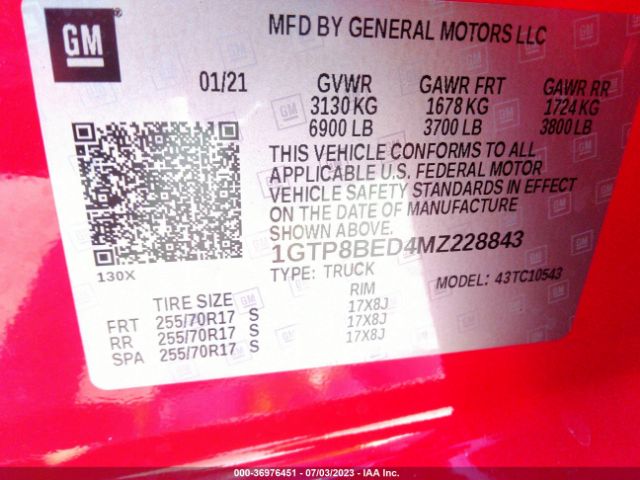 GM
MFD BY GENERAL MOTORS LLC
01/21 GVWR GAWR FRT GAWR RR
3130 KG 1678 KG 1724 KG
6900 LB 3700 LB 3800 LB
THIS VEHICLE CONFORMS TO ALL
APPLICABLE U.S. FEDERAL MOTOR
VEHICLE SAFETY STANDARDS IN EFFECT
ON THE DATE OF MANUFACTURE
SHOWN ABOVE.
1GTP8BED4MZ228843
130X
TYPE: TRUCK MODEL: 43TC10543
TIRE SIZE RIM
FRT 255/70R17 S 17X8J
RR 255/70R17 S 17X8J
SPA 255/70R17 S 17X8J
Stock #: 36976451 - 07/03/2023 - IAA Inc.